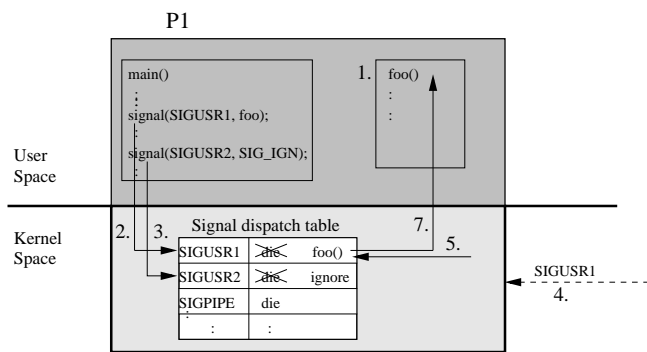 P1
main()
:
:
signal(SIGUSR1, foo);
:
signal(SIGUSR2, SIG_IGN);
:
1.
foo()
:
:
User
Space
Kernel
Space
2.
3.
Signal dispatch table
7.
5.
SIGUSR1 die foo()
SIGUSR2 die ignore
SIGPIPE die
:
: :
SIGUSR1
4.